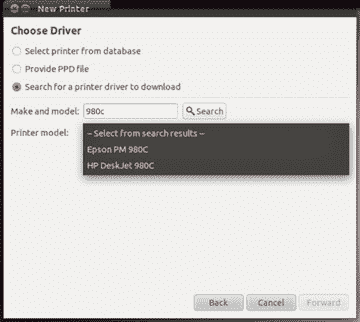 New Printer
Choose Driver
Select printer from database
Provide PPD file
Search for a printer driver to download
Make and model: 980c Search
Printer model:
-- Select from search results --
Epson PM 980C
HP DeskJet 980C
Back Cancel Forward